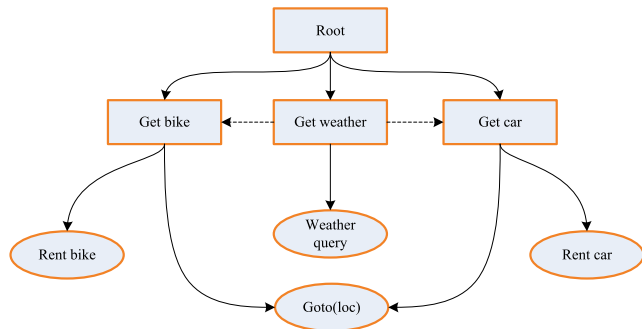 Root
Get bike
Get weather
Get car
Weather
query
Rent bike
Rent car
Goto(loc)